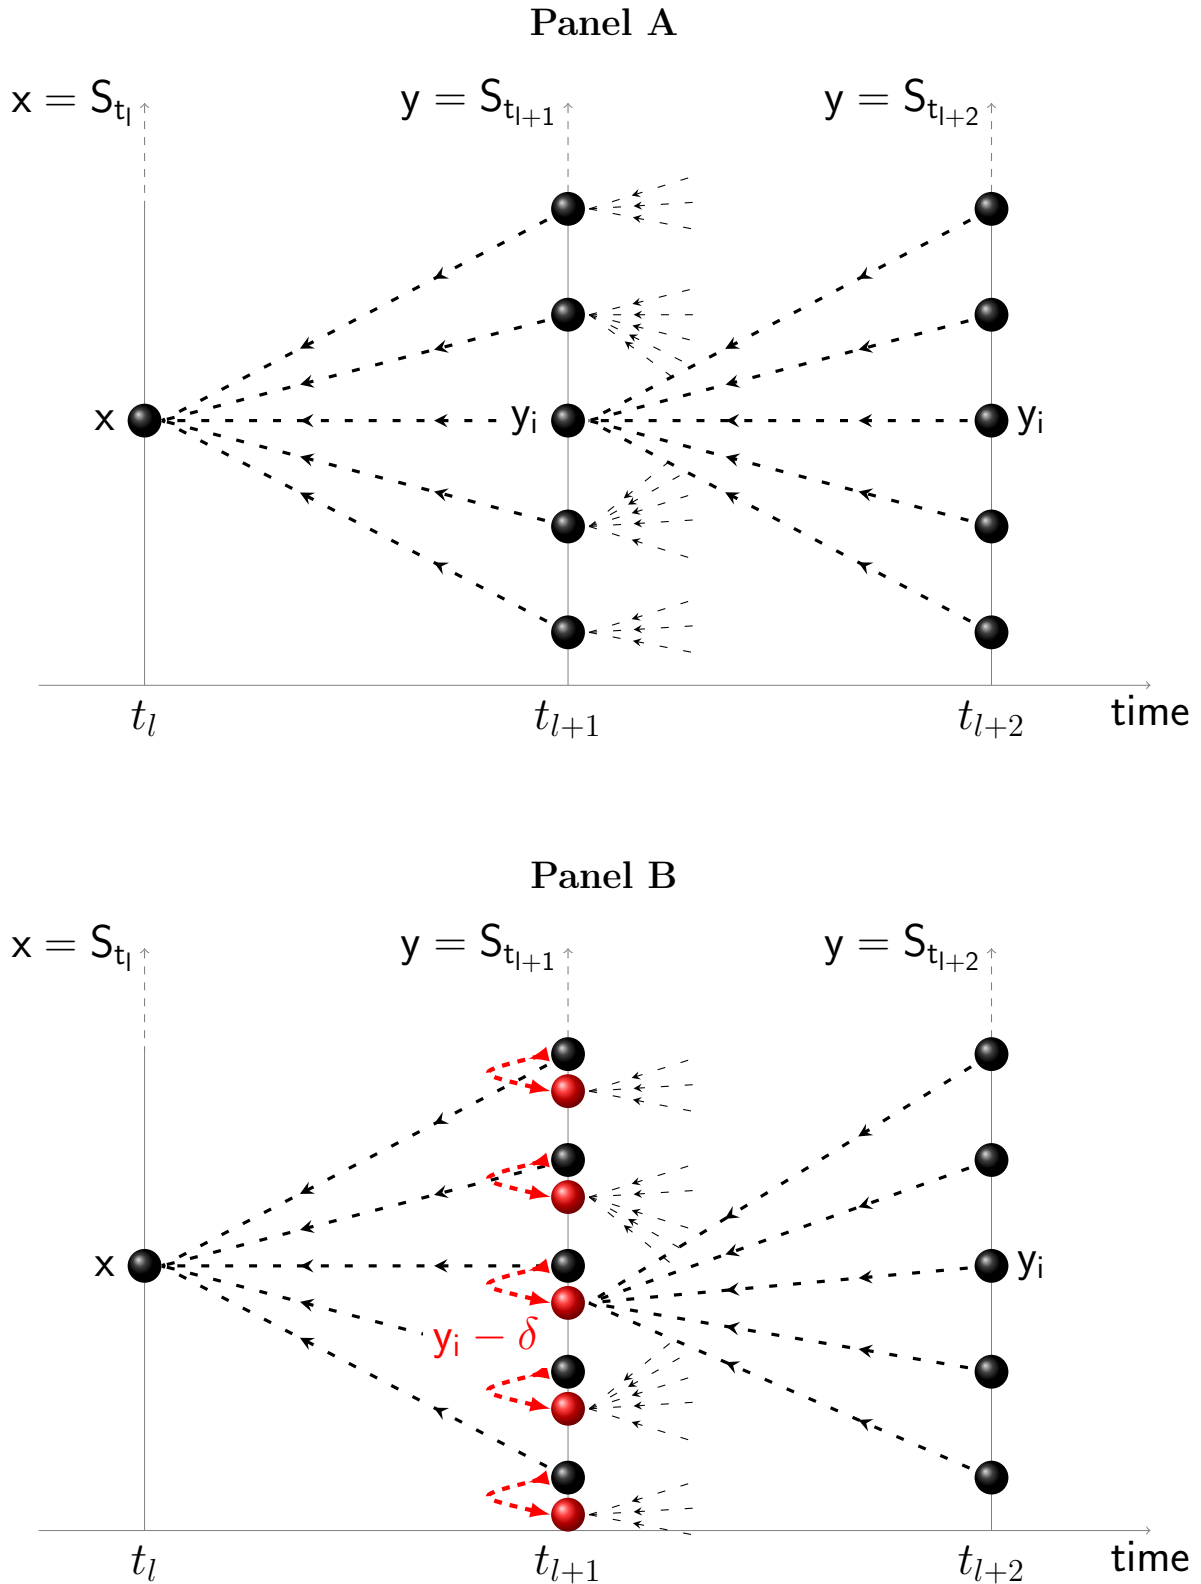 Panel A
x = S_{t_l} y = S_{t_{l+1}} y = S_{t_{l+2}}
x y_i y_i
t_l t_{l+1} t_{l+2} time
Panel B
x = S_{t_l} y = S_{t_{l+1}} y = S_{t_{l+2}}
x y_i
y_i − δ
t_l t_{l+1} t_{l+2} time